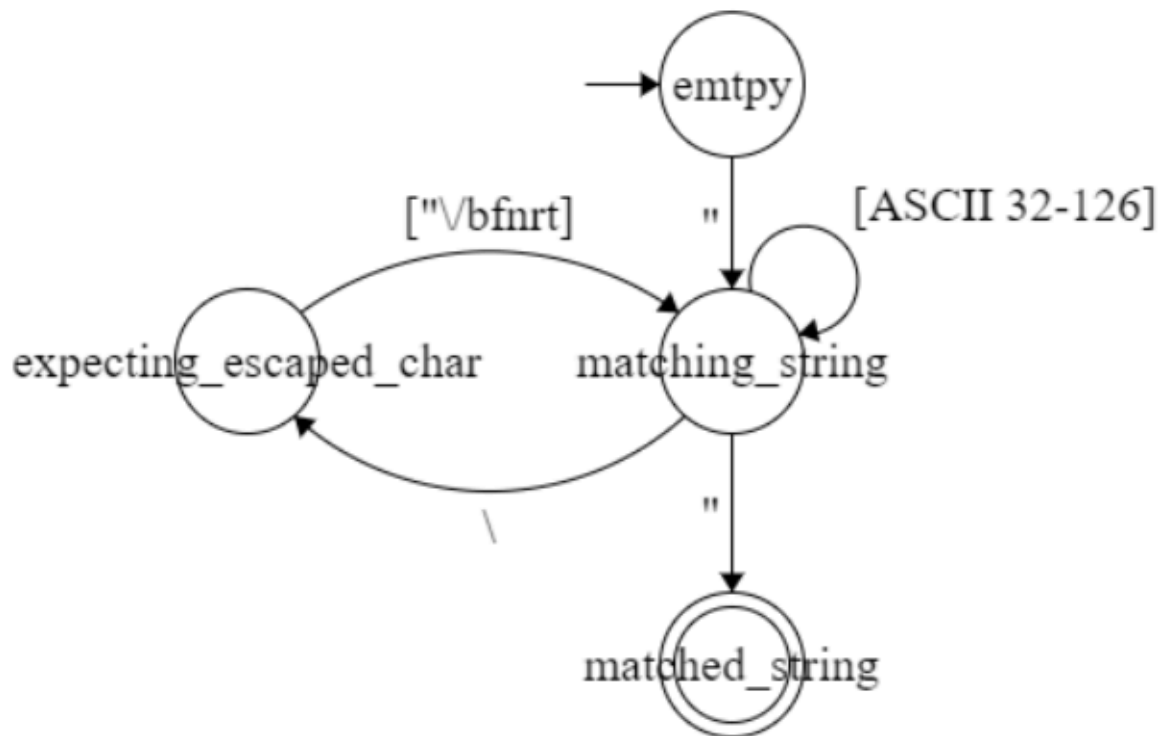 emtpy
[ASCII 32-126]
["\/bfnrt]
"
expecting_escaped_char
matching_string
"
\
matched_string